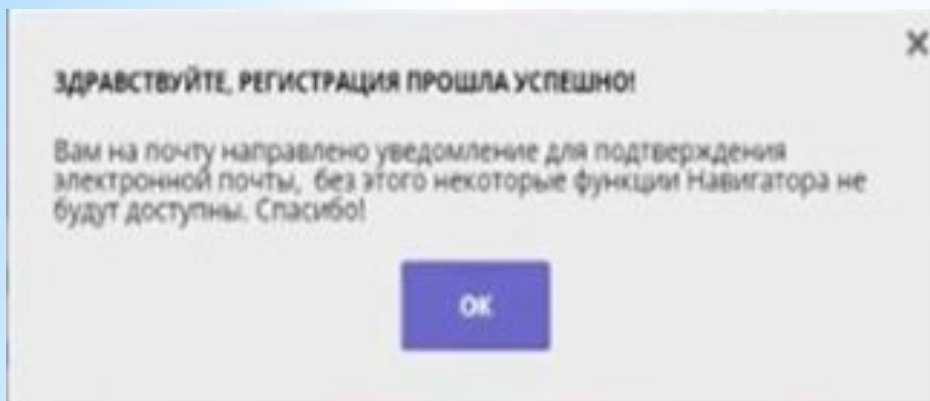 ЗДРАВСТВУЙТЕ, РЕГИСТРАЦИЯ ПРОШЛА УСПЕШНО!
Вам на почту направлено уведомление для подтверждения
электронной почты, без этого некоторые функции Навигатора не
будут доступны. Спасибо!
ОК